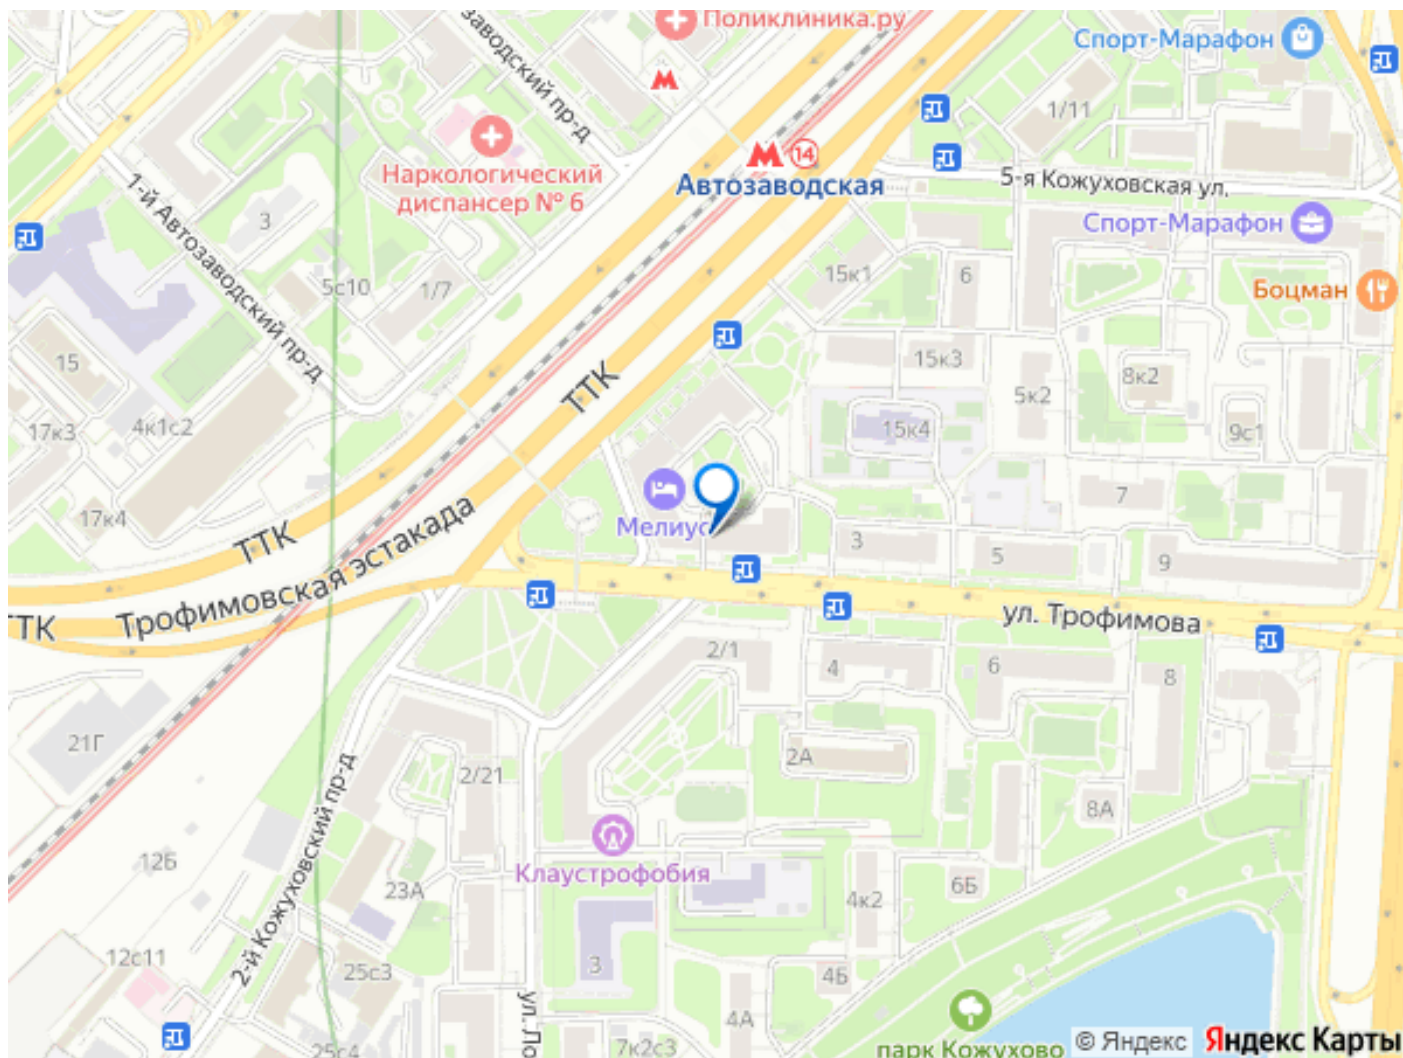 Поликлиника.ру
заводский пр-д
Спорт-Марафон
1/11
Наркологический
диспансер № 6
14
Автозаводская
5-я Кожуховская ул.
Спорт-Марафон
1-й Автозаводский пр-д
3
5с10
1/7
15к1
6
Боцман
15
15к3
8к2
5к2
17к3
4к1с2
15к4
9с1
ТТК
17к4
7
Мелиус
ТТК
3
5
9
Трофимовская эстакада
ТТК
ул. Трофимова
2/1
4
6
8
21Г
2/21
2А
8А
12Б
2-й Кожуховский пр-д
Клаустрофобия
23А
4к2
6Б
12с11
25с3
3
4Б
ул. Ло
4А
25с4
7к2с3
парк Кожухово
© Яндекс
Яндекс Карты